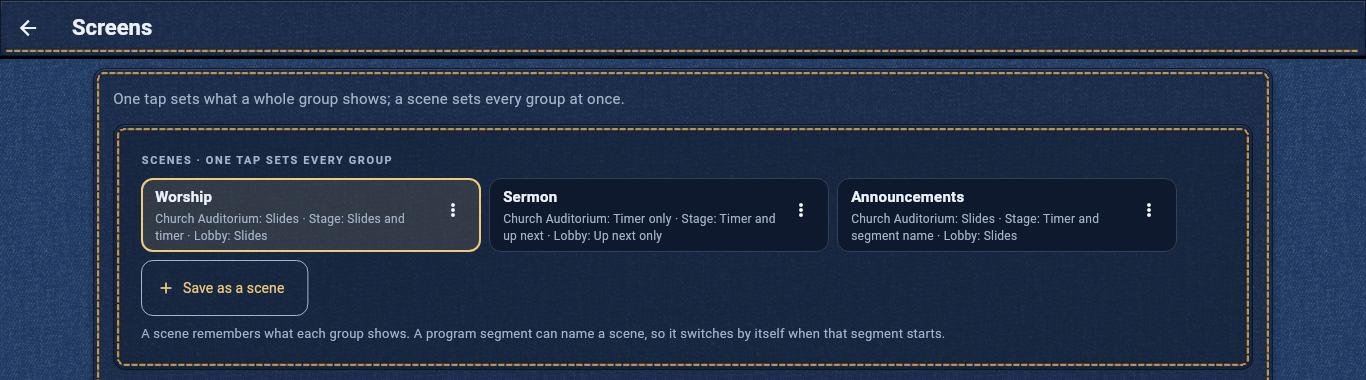 Screens
One tap sets what a whole group shows; a scene sets every group at once.
SCENES · ONE TAP SETS EVERY GROUP
Worship
Church Auditorium: Slides · Stage: Slides and
timer · Lobby: Slides
Sermon
Church Auditorium: Timer only · Stage: Timer and
up next · Lobby: Up next only
Announcements
Church Auditorium: Slides · Stage: Timer and
segment name · Lobby: Slides
+ Save as a scene
A scene remembers what each group shows. A program segment can name a scene, so it switches by itself when that segment starts.